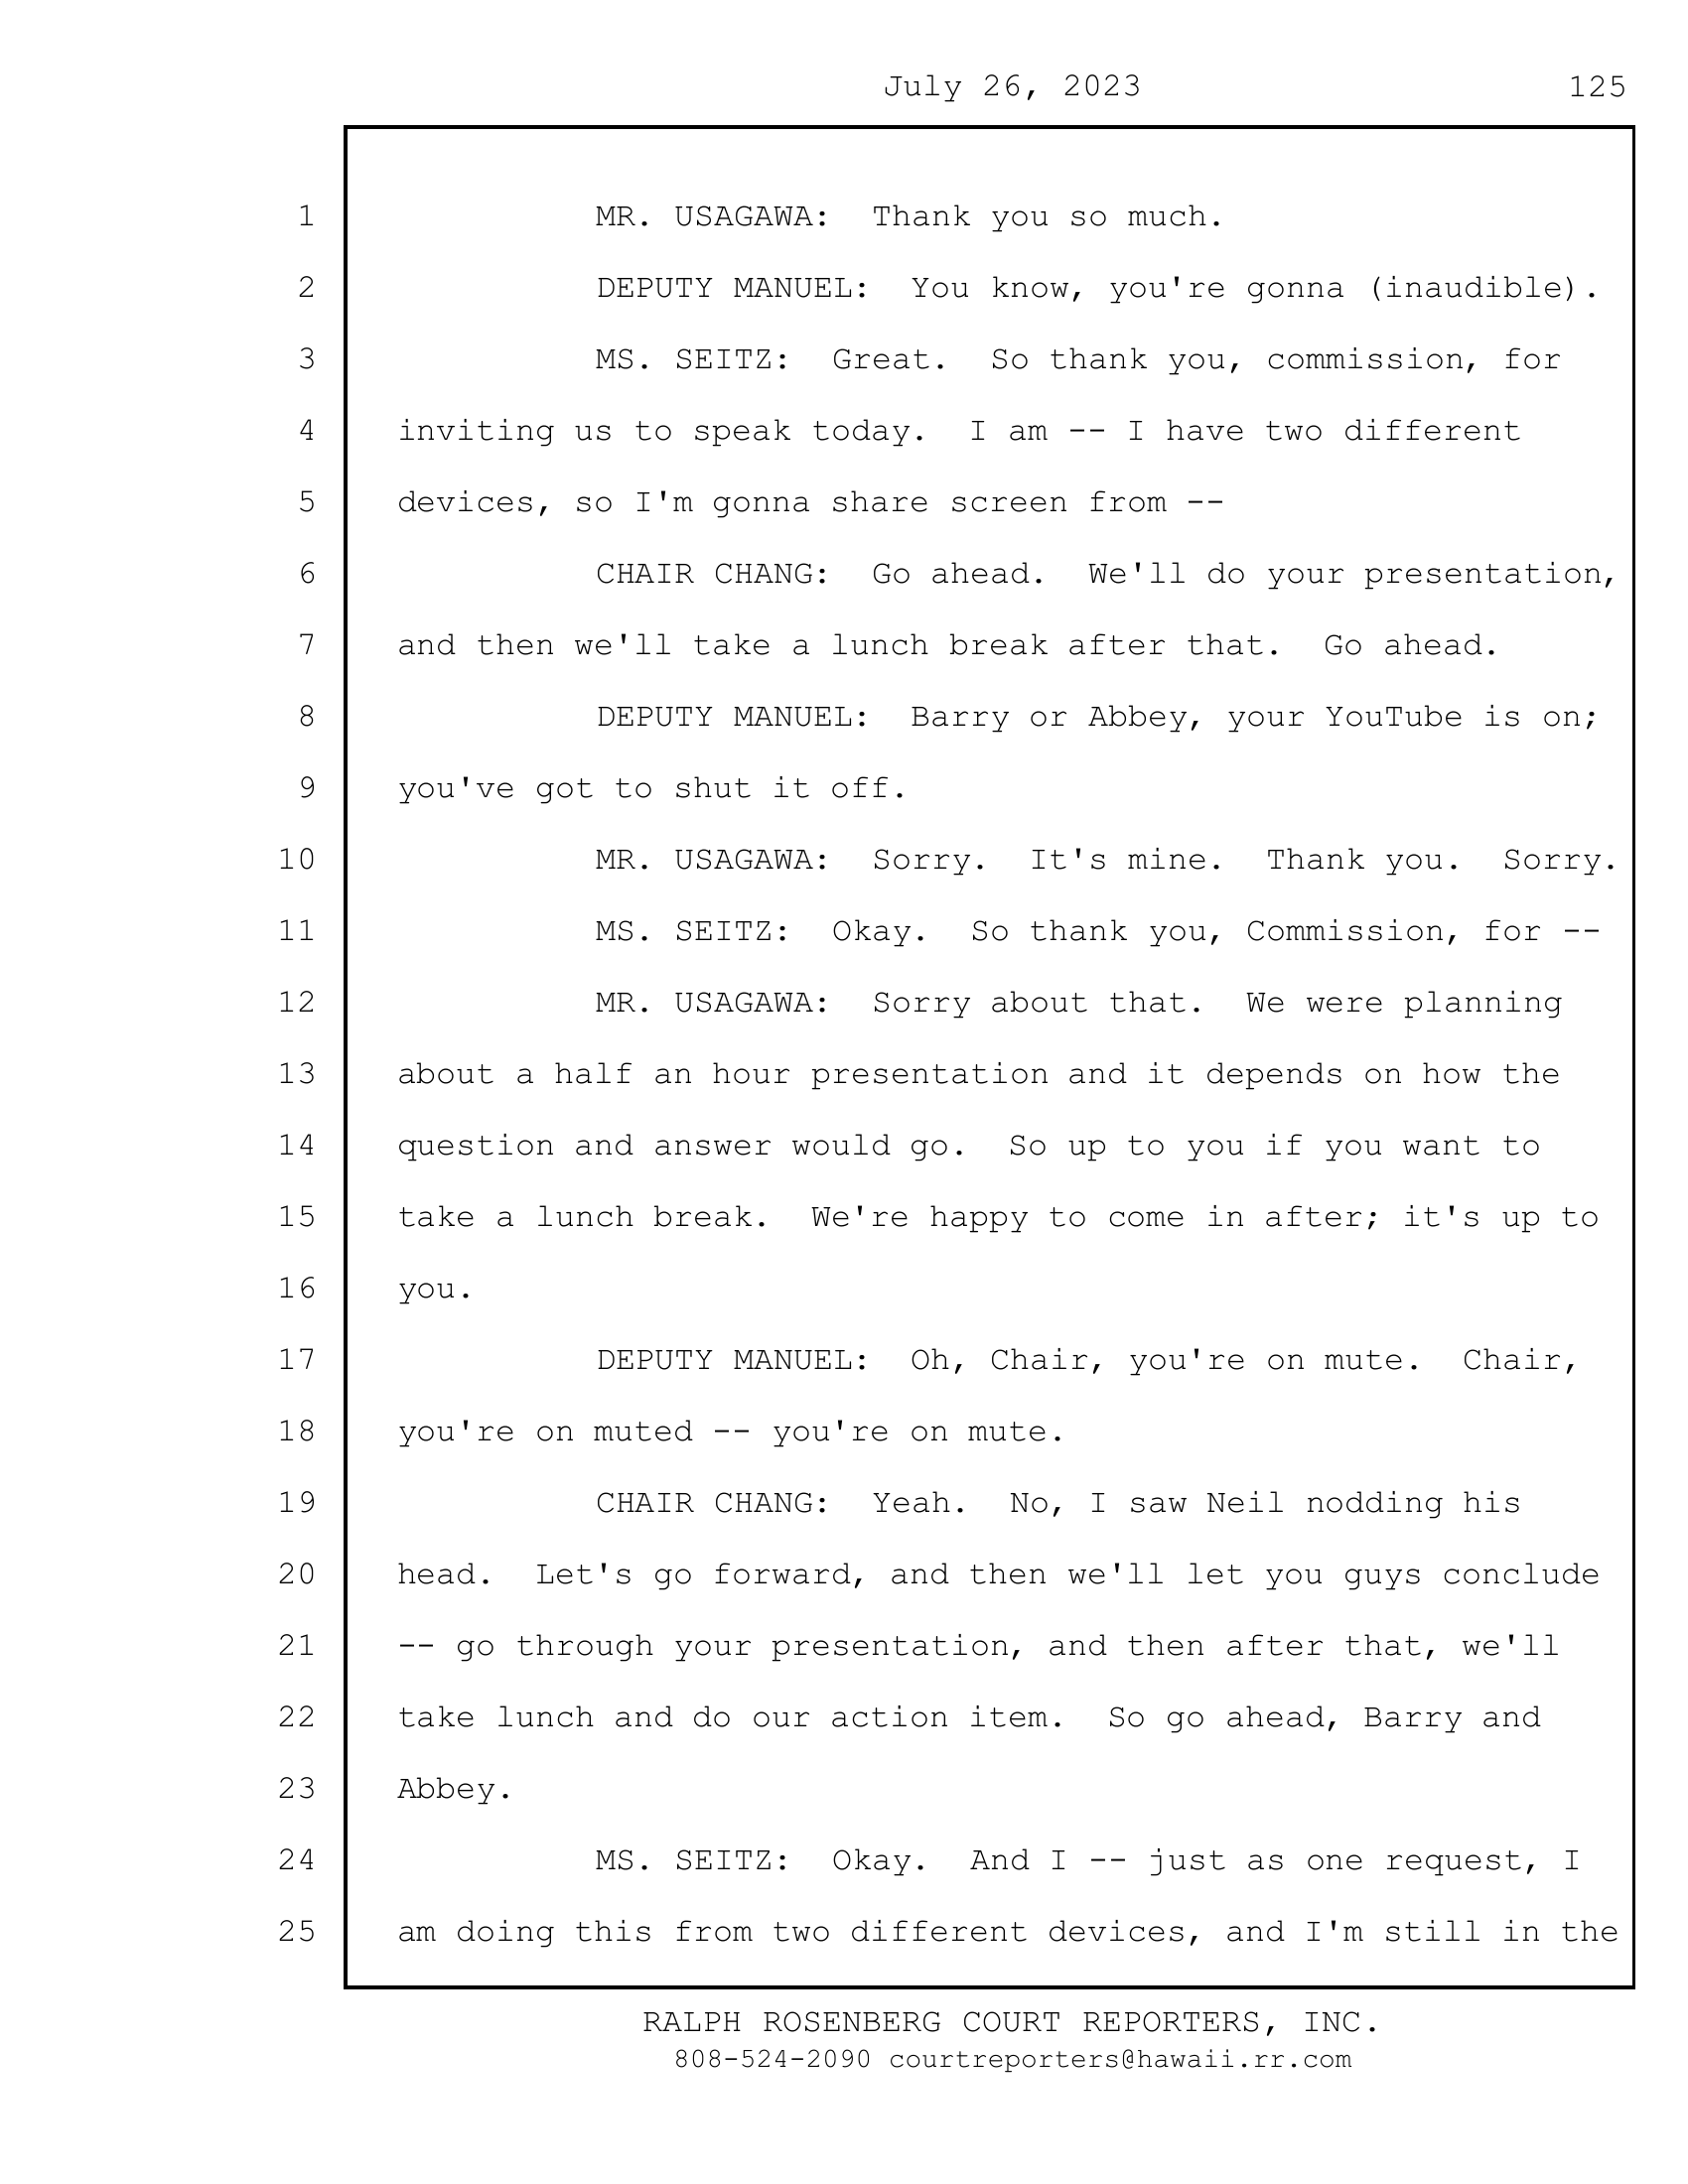 July 26, 2023 125
1 MR. USAGAWA:  Thank you so much.
2 DEPUTY MANUEL:  You know, you're gonna (inaudible).
3 MS. SEITZ:  Great.  So thank you, commission, for
4 inviting us to speak today.  I am -- I have two different
5 devices, so I'm gonna share screen from --
6 CHAIR CHANG:  Go ahead.  We'll do your presentation,
7 and then we'll take a lunch break after that.  Go ahead.
8 DEPUTY MANUEL:  Barry or Abbey, your YouTube is on;
9 you've got to shut it off.
10 MR. USAGAWA:  Sorry.  It's mine.  Thank you.  Sorry.
11 MS. SEITZ:  Okay.  So thank you, Commission, for --
12 MR. USAGAWA:  Sorry about that.  We were planning
13 about a half an hour presentation and it depends on how the
14 question and answer would go.  So up to you if you want to
15 take a lunch break.  We're happy to come in after; it's up to
16 you.
17 DEPUTY MANUEL:  Oh, Chair, you're on mute.  Chair,
18 you're on muted -- you're on mute.
19 CHAIR CHANG:  Yeah.  No, I saw Neil nodding his
20 head.  Let's go forward, and then we'll let you guys conclude
21 -- go through your presentation, and then after that, we'll
22 take lunch and do our action item.  So go ahead, Barry and
23 Abbey.
24 MS. SEITZ:  Okay.  And I -- just as one request, I
25 am doing this from two different devices, and I'm still in the
RALPH ROSENBERG COURT REPORTERS, INC.
808-524-2090 courtreporters@hawaii.rr.com